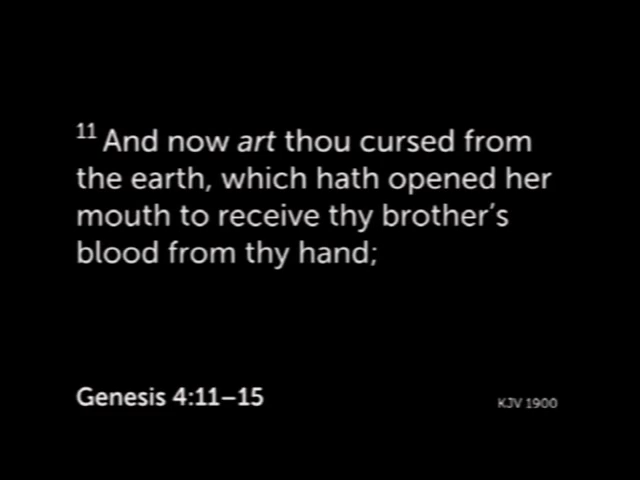 11 And now art thou cursed from
the earth, which hath opened her
mouth to receive thy brother’s
blood from thy hand;
Genesis 4:11–15
KJV 1900